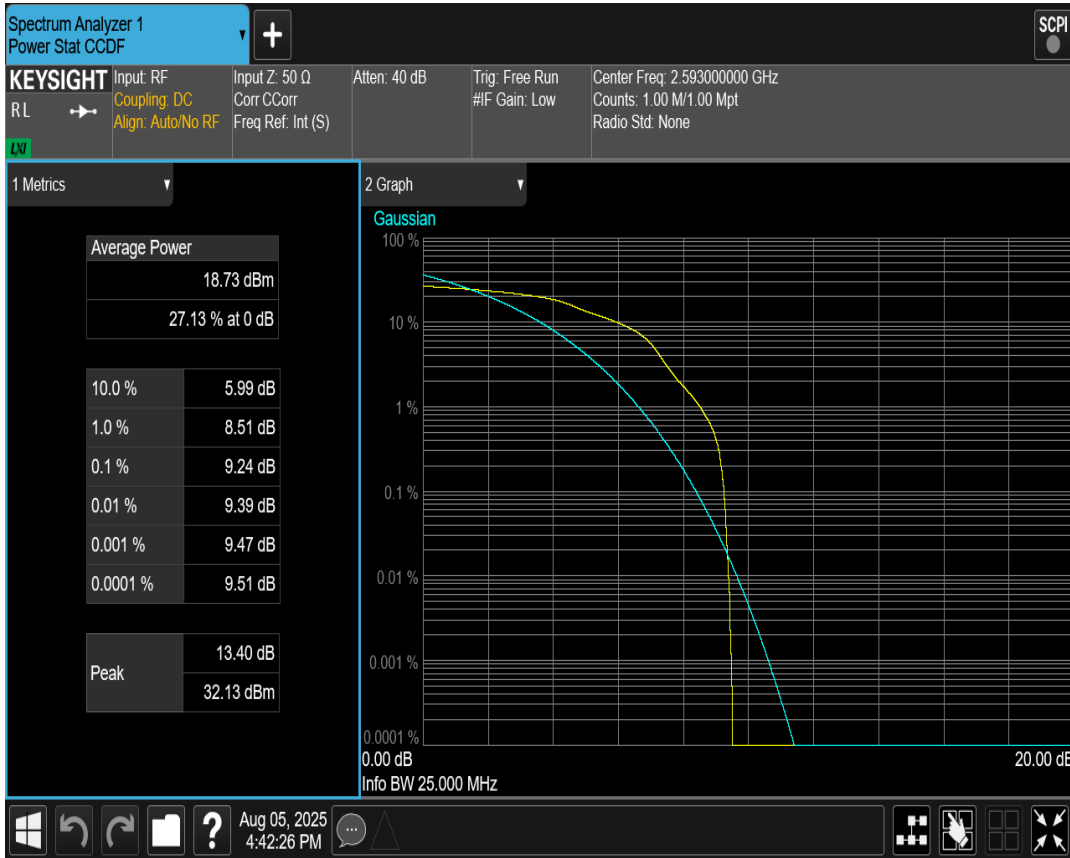 Spectrum Analyzer 1
Power Stat CCDF
+
SCPI
KEYSIGHT
R L
LXI
Input: RF
Coupling: DC
Align: Auto/No RF
Input Z: 50 Ω
Corr CCorr
Freq Ref: Int (S)
Atten: 40 dB
Trig: Free Run
#IF Gain: Low
Center Freq: 2.593000000 GHz
Counts: 1.00 M/1.00 Mpt
Radio Std: None
1 Metrics
Average Power
18.73 dBm
27.13 % at 0 dB
10.0 % 5.99 dB
1.0 % 8.51 dB
0.1 % 9.24 dB
0.01 % 9.39 dB
0.001 % 9.47 dB
0.0001 % 9.51 dB
Peak
13.40 dB
32.13 dBm
2 Graph
Gaussian
100 %
10 %
1 %
0.1 %
0.01 %
0.001 %
0.0001 %
0.00 dB 20.00 dB
Info BW 25.000 MHz
?
Aug 05, 2025
4:42:26 PM